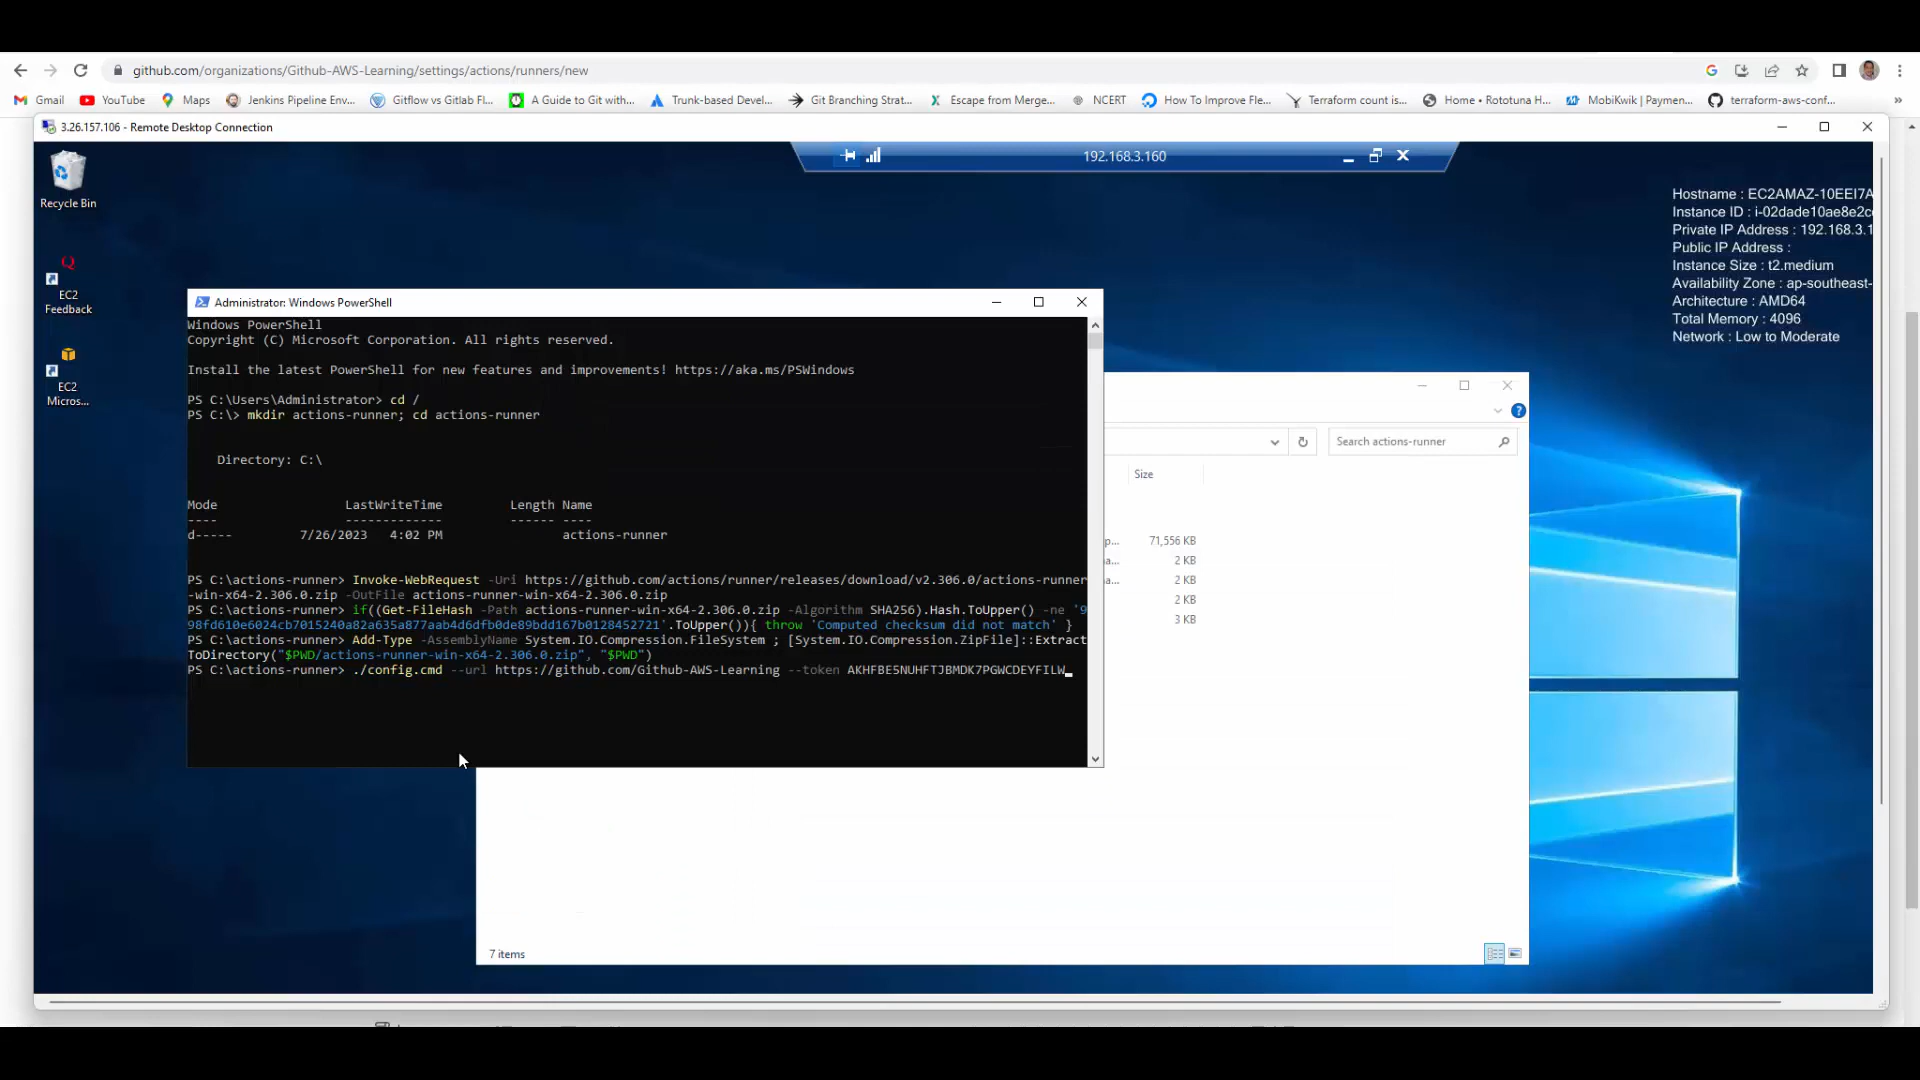 github.com/organizations/Github-AWS-Learning/settings/actions/runners/new
Gmail YouTube Maps Jenkins Pipeline Env... Gitflow vs Gitlab Fl... A Guide to Git with... Trunk-based Devel... Git Branching Strat... Escape from Merge... NCERT How To Improve Fle... Terraform count is... Home • Rototuna H... MobiKwik | Paymen... terraform-aws-conf...
3.26.157.106 - Remote Desktop Connection
192.168.3.160
Recycle Bin
EC2
Feedback
EC2
Micros...
Hostname : EC2AMAZ-10EEI7A
Instance ID : i-02dade10ae8e2c
Private IP Address : 192.168.3.1
Public IP Address :
Instance Size : t2.medium
Availability Zone : ap-southeast-
Architecture : AMD64
Total Memory : 4096
Network : Low to Moderate
Administrator: Windows PowerShell
Windows PowerShell
Copyright (C) Microsoft Corporation. All rights reserved.
Install the latest PowerShell for new features and improvements! https://aka.ms/PSWindows
PS C:\Users\Administrator> cd /
PS C:\> mkdir actions-runner; cd actions-runner
Directory: C:\
Mode LastWriteTime Length Name
---- ------------- ------ ----
d----- 7/26/2023 4:02 PM actions-runner
PS C:\actions-runner> Invoke-WebRequest -Uri https://github.com/actions/runner/releases/download/v2.306.0/actions-runner
-win-x64-2.306.0.zip -OutFile actions-runner-win-x64-2.306.0.zip
PS C:\actions-runner> if((Get-FileHash -Path actions-runner-win-x64-2.306.0.zip -Algorithm SHA256).Hash.ToUpper() -ne '9
98fd610e6024cb7015240a82a635a877aab4d6dfb0de89bdd167b0128452721'.ToUpper()){ throw 'Computed checksum did not match' }
PS C:\actions-runner> Add-Type -AssemblyName System.IO.Compression.FileSystem ; [System.IO.Compression.ZipFile]::Extract
ToDirectory("$PWD/actions-runner-win-x64-2.306.0.zip", "$PWD")
PS C:\actions-runner> ./config.cmd --url https://github.com/Github-AWS-Learning --token AKHFBE5NUHFTJBMDK7PGWCDEYFILW
Search actions-runner
Size
p... 71,556 KB
a... 2 KB
a... 2 KB
2 KB
3 KB
7 items